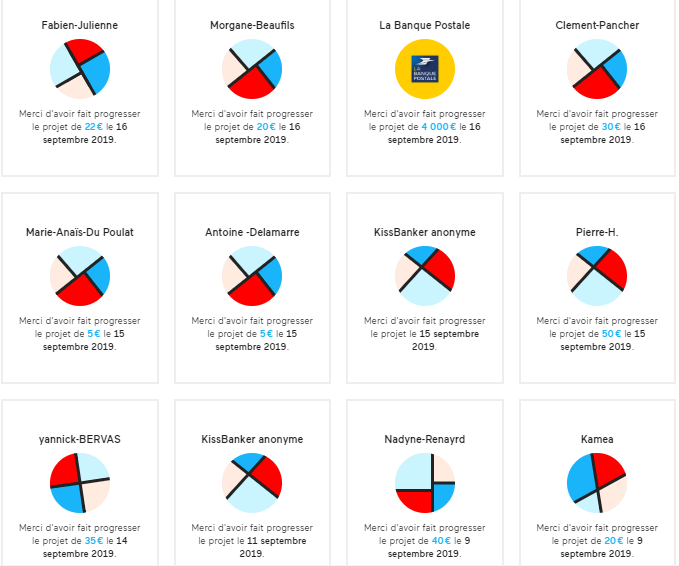 Fabien-Julienne
Merci d'avoir fait progresser
le projet de 22 € le 16
septembre 2019.
Morgane-Beaufils
Merci d'avoir fait progresser
le projet de 20 € le 16
septembre 2019.
La Banque Postale
LA
BANQUE
POSTALE
Merci d'avoir fait progresser
le projet de 4 000 € le 16
septembre 2019.
Clement-Pancher
Merci d'avoir fait progresser
le projet de 30 € le 16
septembre 2019.
Marie-Anaïs-Du Poulat
Merci d'avoir fait progresser
le projet de 5 € le 15
septembre 2019.
Antoine -Delamarre
Merci d'avoir fait progresser
le projet de 5 € le 15
septembre 2019.
KissBanker anonyme
Merci d'avoir fait progresser
le projet le 15 septembre
2019.
Pierre-H.
Merci d'avoir fait progresser
le projet de 50 € le 15
septembre 2019.
yannick-BERVAS
Merci d'avoir fait progresser
le projet de 35 € le 14
septembre 2019.
KissBanker anonyme
Merci d'avoir fait progresser
le projet le 11 septembre
2019.
Nadyne-Renayrd
Merci d'avoir fait progresser
le projet de 40 € le 9
septembre 2019.
Kamea
Merci d'avoir fait progresser
le projet de 20 € le 9
septembre 2019.